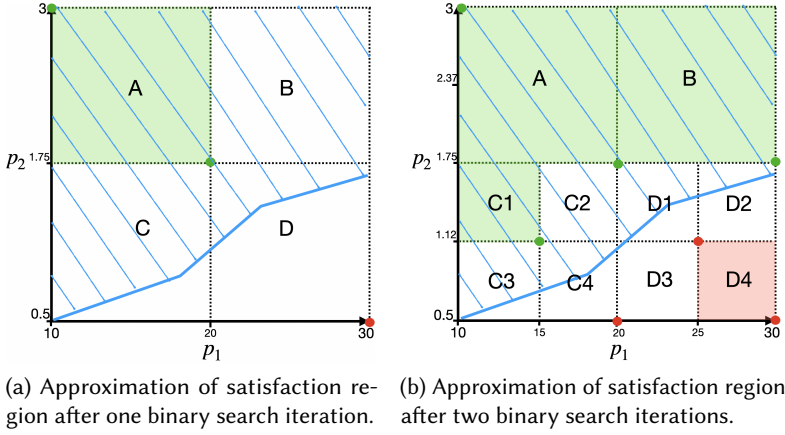 3
A
B
p2
1.75
C
D
0.5
10
20
30
p1
3
A
B
2.37
p2
1.75
C1
C2
D1
D2
1.12
C3
C4
D3
D4
0.5
10
15
20
25
30
p1
(a) Approximation of satisfaction re-
gion after one binary search iteration.
(b) Approximation of satisfaction region
after two binary search iterations.